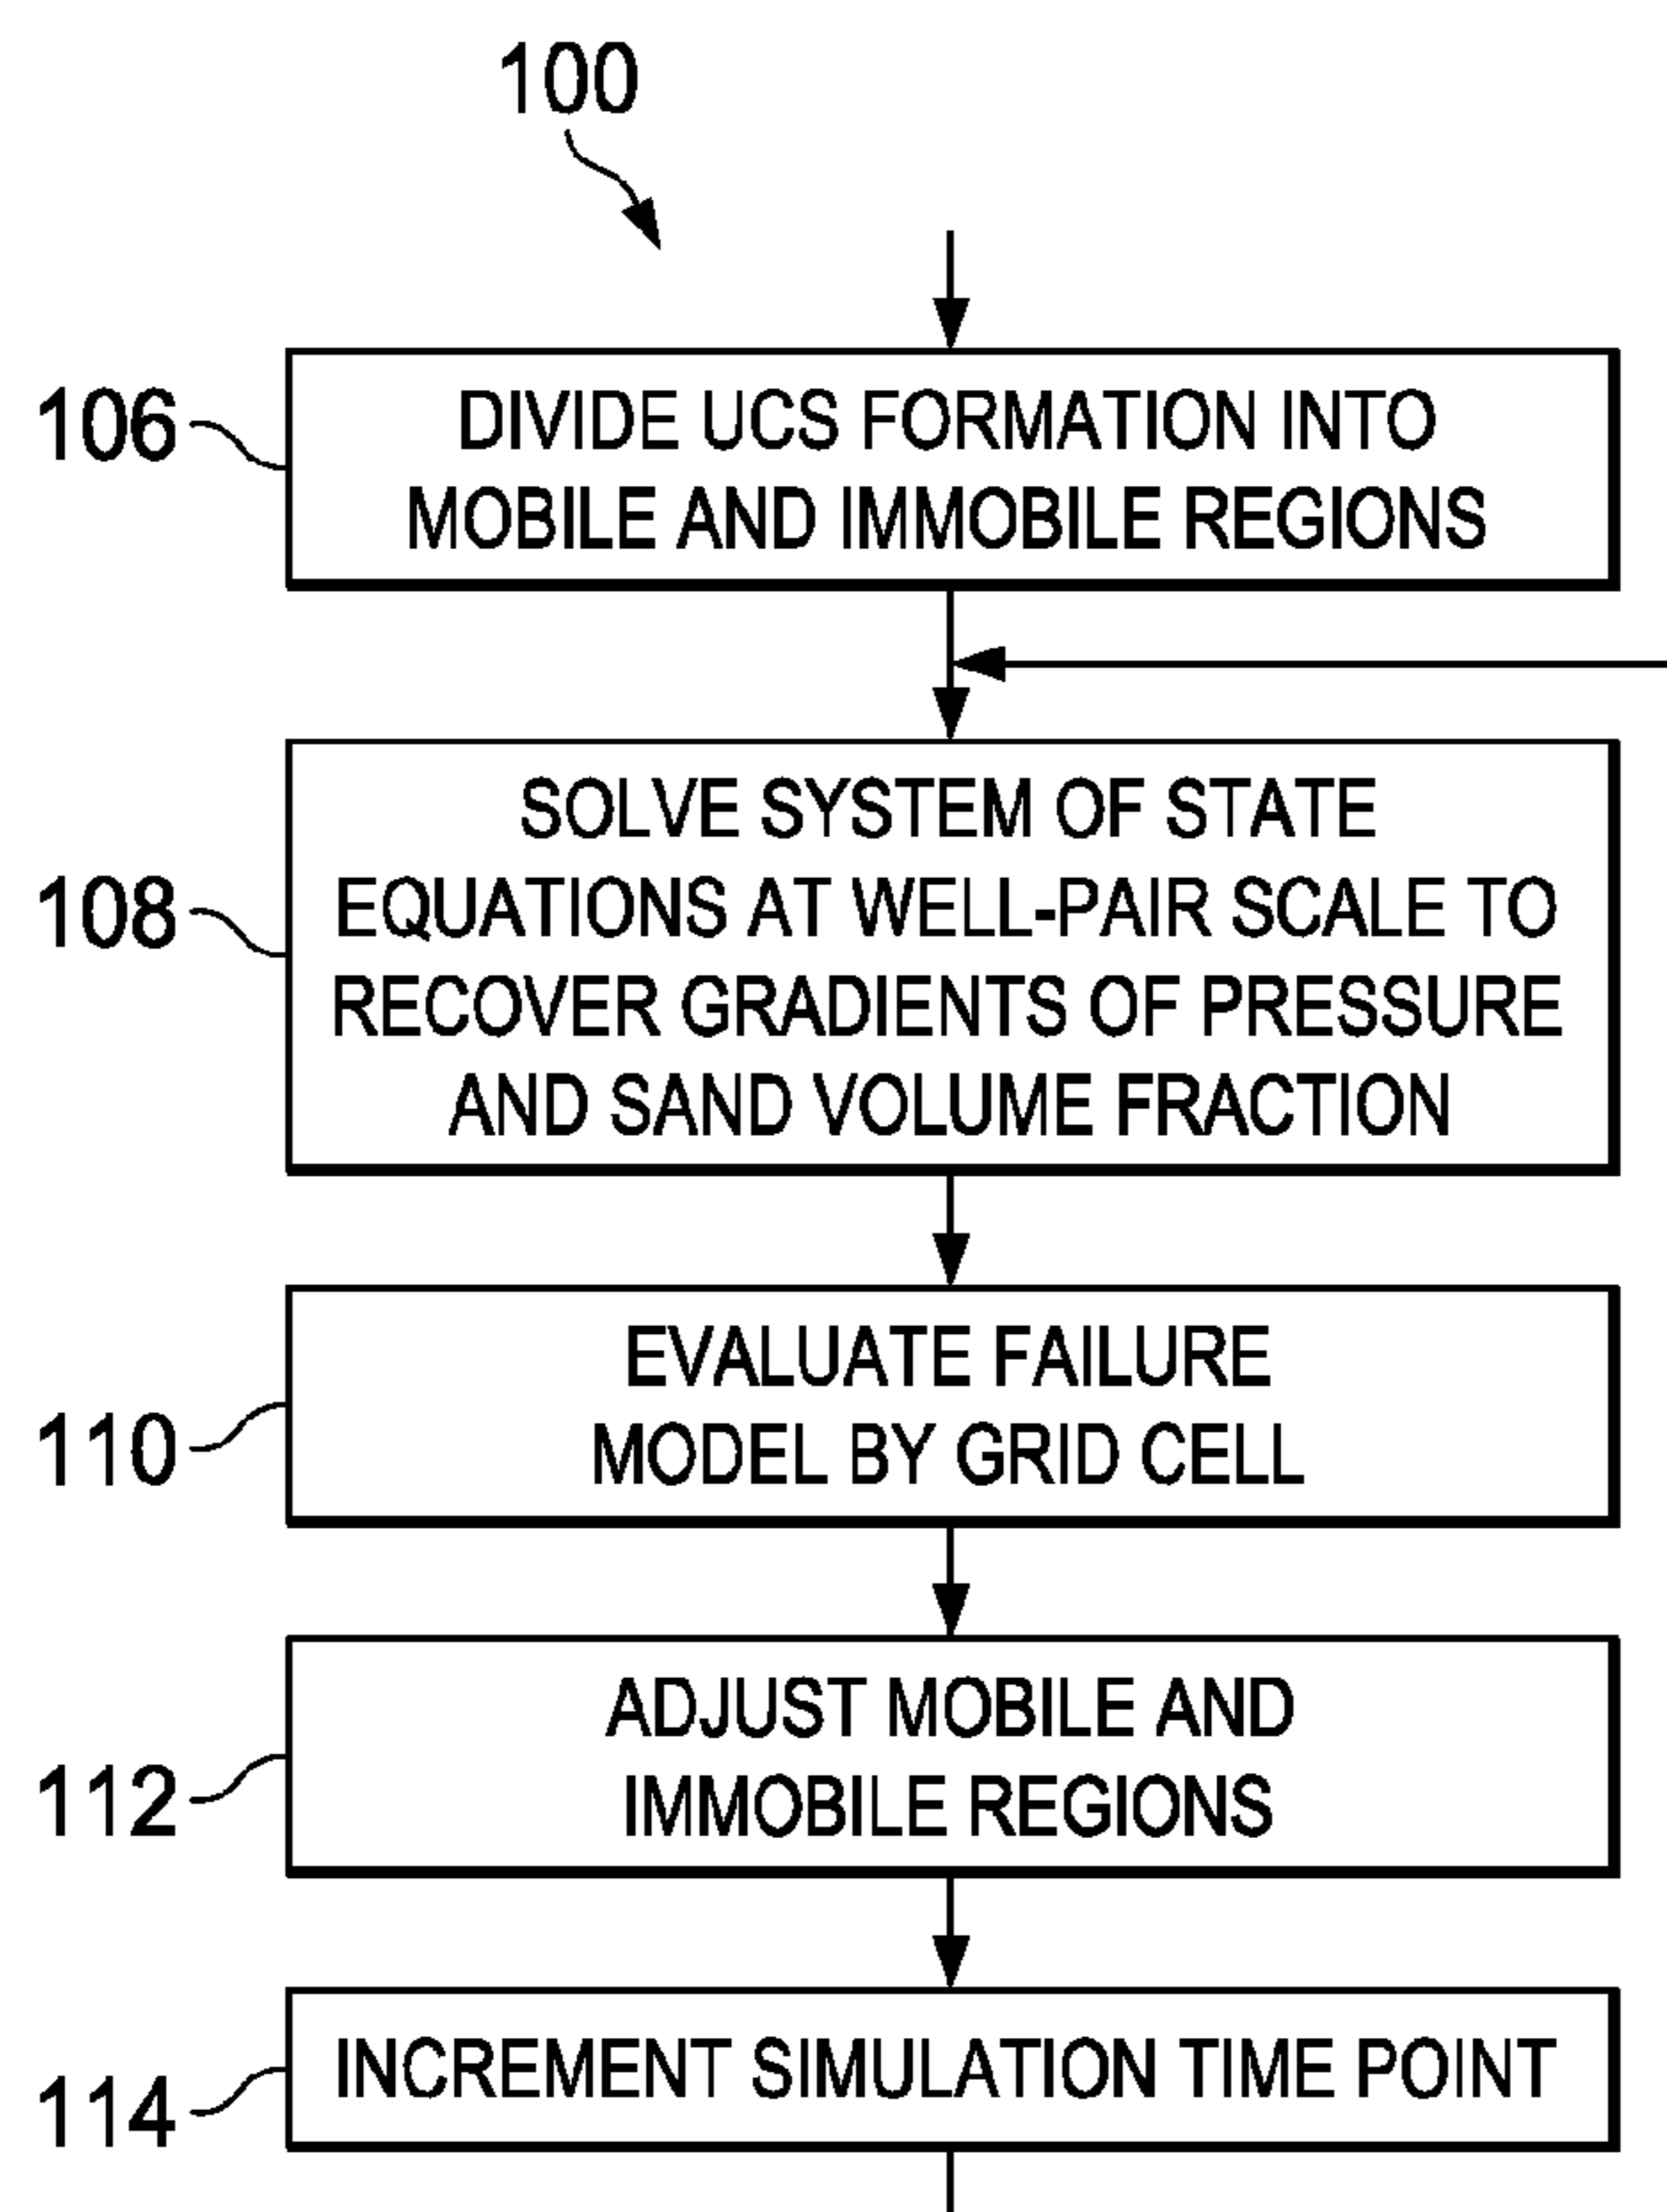 100
106
DIVIDE UCS FORMATION INTO
MOBILE AND IMMOBILE REGIONS
108
SOLVE SYSTEM OF STATE
EQUATIONS AT WELL-PAIR SCALE TO
RECOVER GRADIENTS OF PRESSURE
AND SAND VOLUME FRACTION
110
EVALUATE FAILURE
MODEL BY GRID CELL
112
ADJUST MOBILE AND
IMMOBILE REGIONS
114
INCREMENT SIMULATION TIME POINT